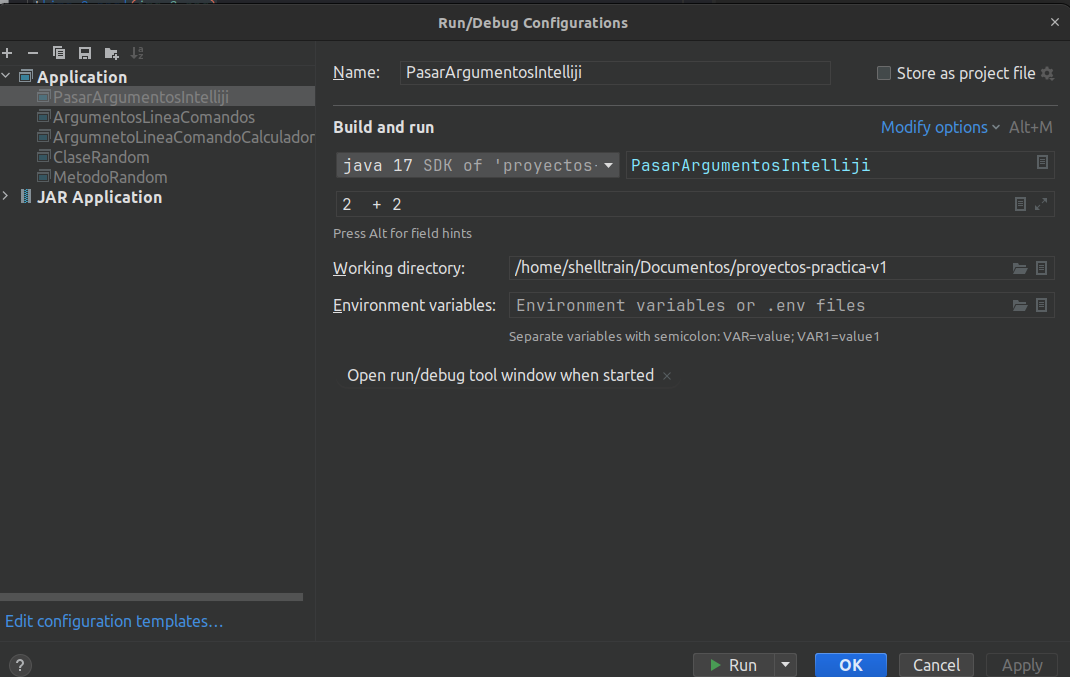 Run/Debug Configurations
Application
PasarArgumentosIntelliji
ArgumentosLineaComandos
ArgumnetoLineaComandoCalculador
ClaseRandom
MetodoRandom
JAR Application
Edit configuration templates...
Name: PasarArgumentosIntelliji
Store as project file
Build and run
Modify options Alt+M
java 17 SDK of 'proyectos- PasarArgumentosIntelliji
2 + 2
Press Alt for field hints
Working directory: /home/shelltrain/Documentos/proyectos-practica-v1
Environment variables: Environment variables or .env files
Separate variables with semicolon: VAR=value; VAR1=value1
Open run/debug tool window when started ×
? Run OK Cancel Apply